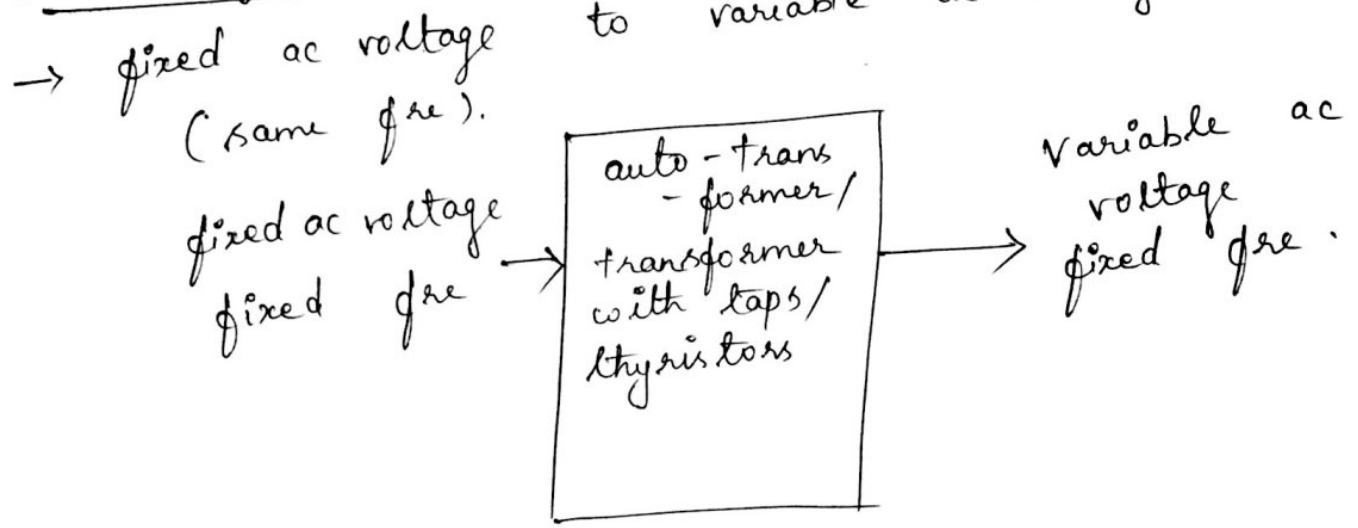 → fixed ac voltage to variable
(same fre).
fixed ac voltage
fixed fre
auto-trans
-former/
transformer
with taps/
thyristors
Variable ac
voltage
fixed fre.